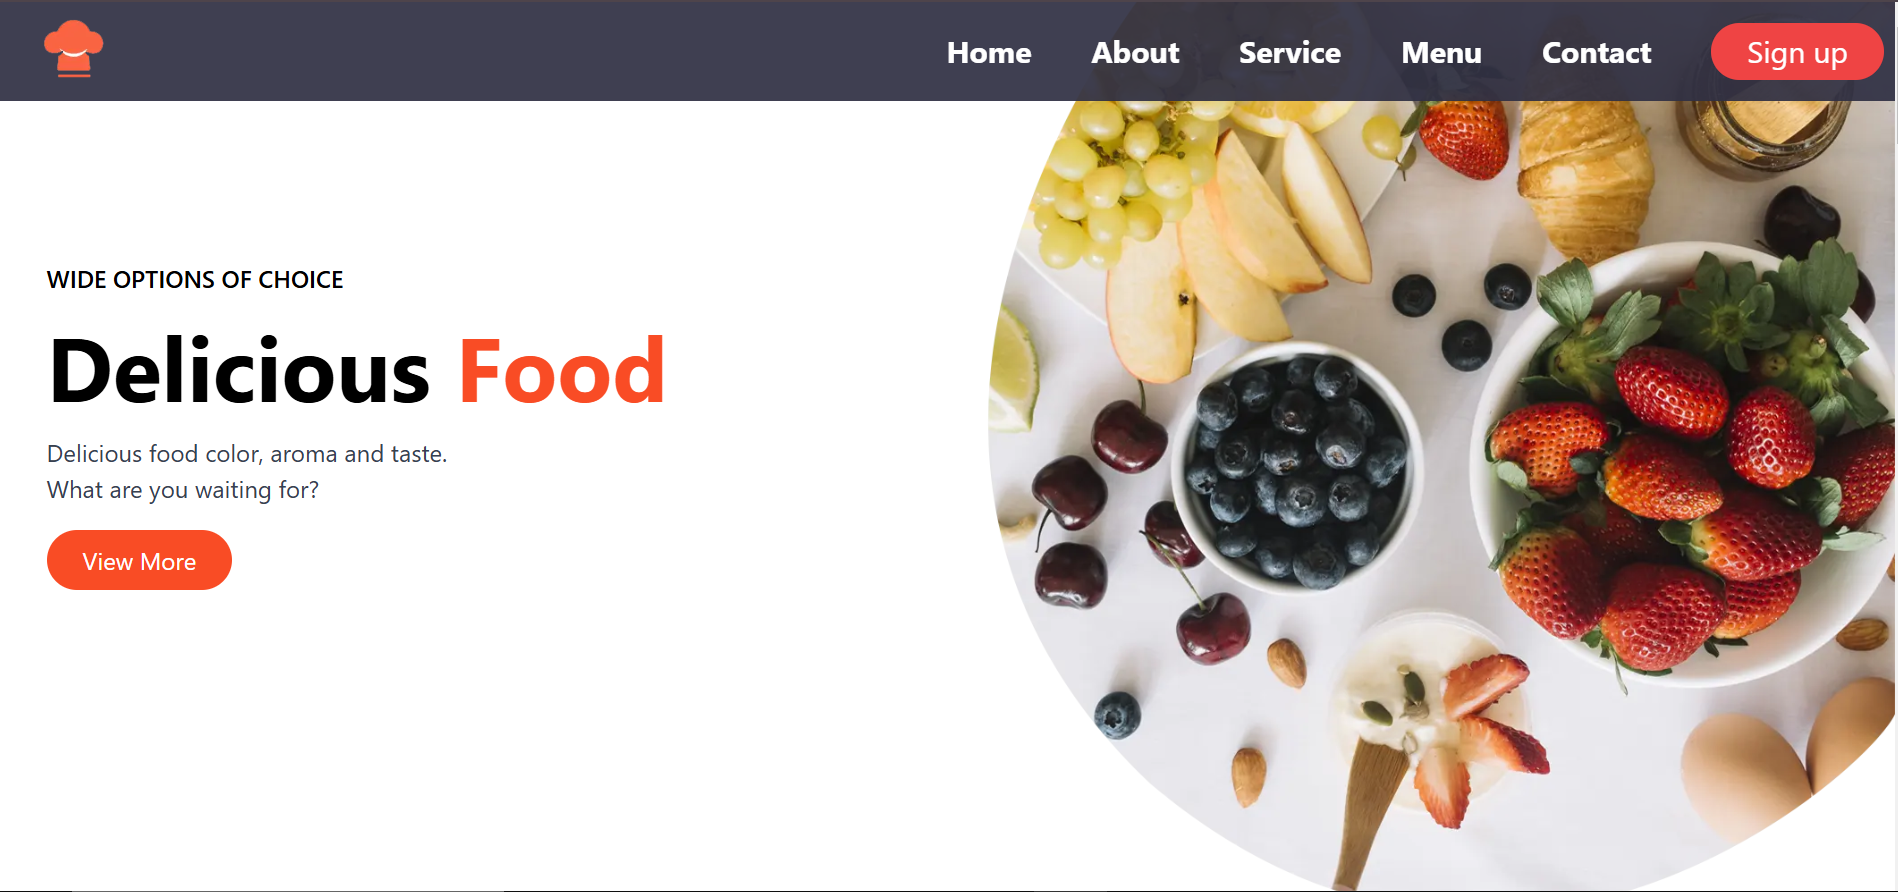 Home About Service Menu Contact Sign up
WIDE OPTIONS OF CHOICE
Delicious Food
Delicious food color, aroma and taste.
What are you waiting for?
View More